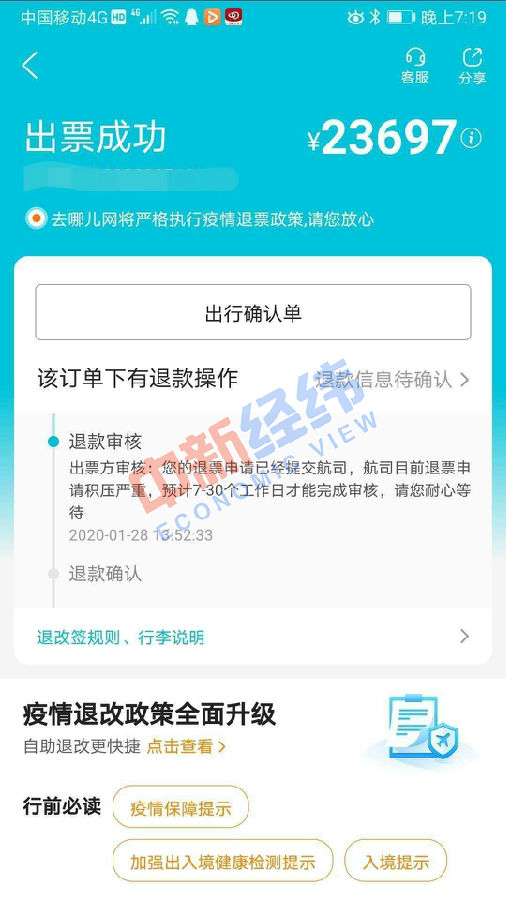 中国移动4G HD 4G 晚上7:19
客服 分享
出票成功 ¥23697
去哪儿网将严格执行疫情退票政策,请您放心
出行确认单
该订单下有退款操作 退款信息待确认
退款审核
出票方审核：您的退票申请已经提交航司，航司目前退票申
请积压严重，预计7-30个工作日才能完成审核，请您耐心等
待
2020-01-28 13:52:33
退款确认
中新经纬
ECONOMIC VIEW
退改签规则、行李说明
疫情退改政策全面升级
自助退改更快捷 点击查看
行前必读 疫情保障提示
加强出入境健康检测提示 入境提示